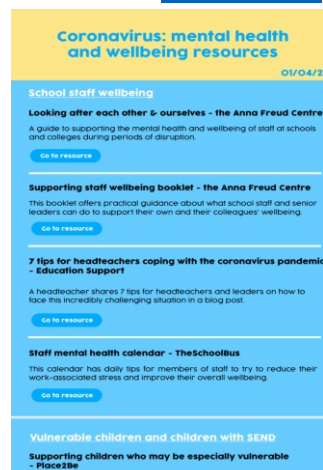 Coronavirus: mental health
and wellbeing resources
01/04/2
School staff wellbeing
Looking after each other & ourselves - the Anna Freud Centre
A guide to supporting the mental health and wellbeing of staff at schools
and colleges during periods of disruption.
Go to resource
Supporting staff wellbeing booklet - the Anna Freud Centre
This booklet offers practical guidance about what school staff and senior
leaders can do to support their own and their colleagues' wellbeing.
Go to resource
7 tips for headteachers coping with the coronavirus pandemic
- Education Support
A headteacher shares 7 tips for headteachers and leaders on how to
face this incredibly challenging situation in a blog post.
Go to resource
Staff mental health calendar - TheSchoolBus
This calendar has daily tips for members of staff to try to reduce their
work-associated stress and improve their overall wellbeing.
Go to resource
Vulnerable children and children with SEND
Supporting children who may be especially vulnerable
- Place2Be